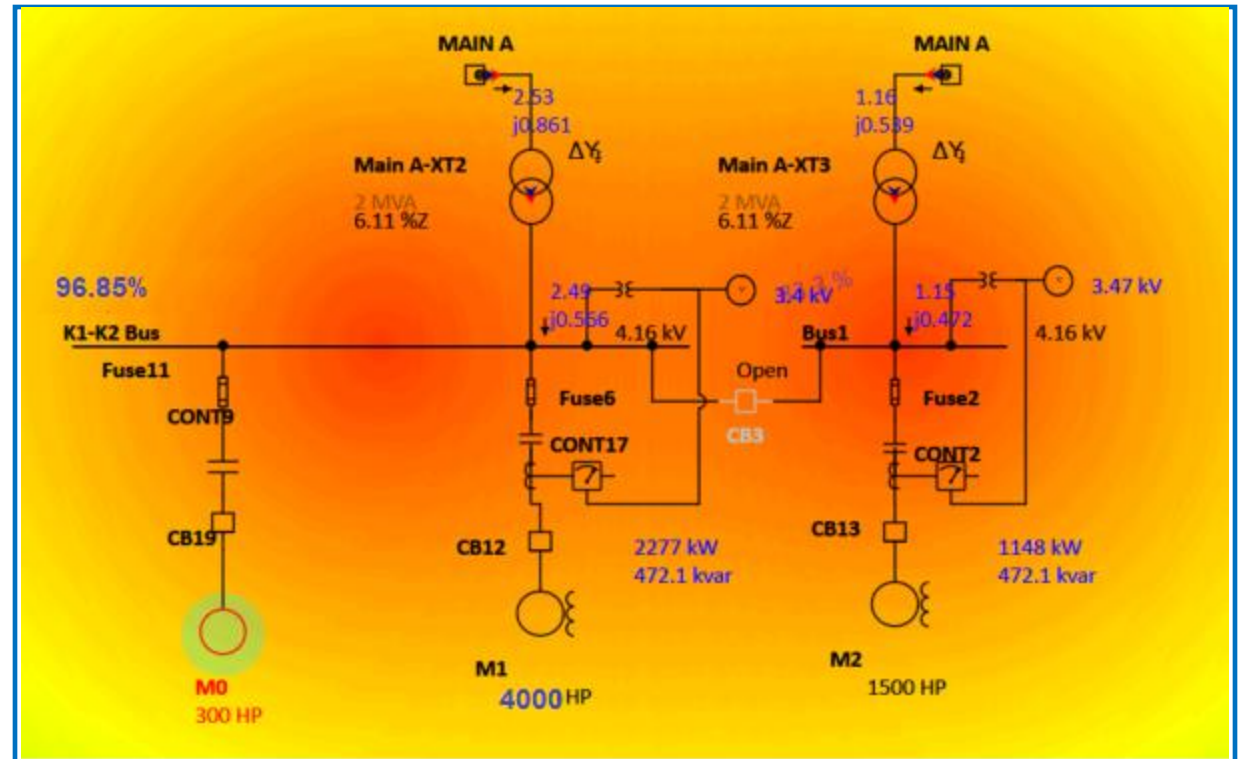 MAIN A
2.53
j0.861
ΔY
Main A-XT2
2 MVA
6.11 %Z
MAIN A
1.16
j0.539
ΔY
Main A-XT3
2 MVA
6.11 %Z
96.85%
K1-K2 Bus
2.49
j0.566
4.16 kV
3.4 kV
%
Bus1
1.15
j0.472
3.47 kV
4.16 kV
Fuse11
CONT9
CB19
M0
300 HP
Fuse6
CONT17
CB12
2277 kW
472.1 kvar
M1
4000 HP
Open
CB3
Fuse2
CONT2
CB13
1148 kW
472.1 kvar
M2
1500 HP